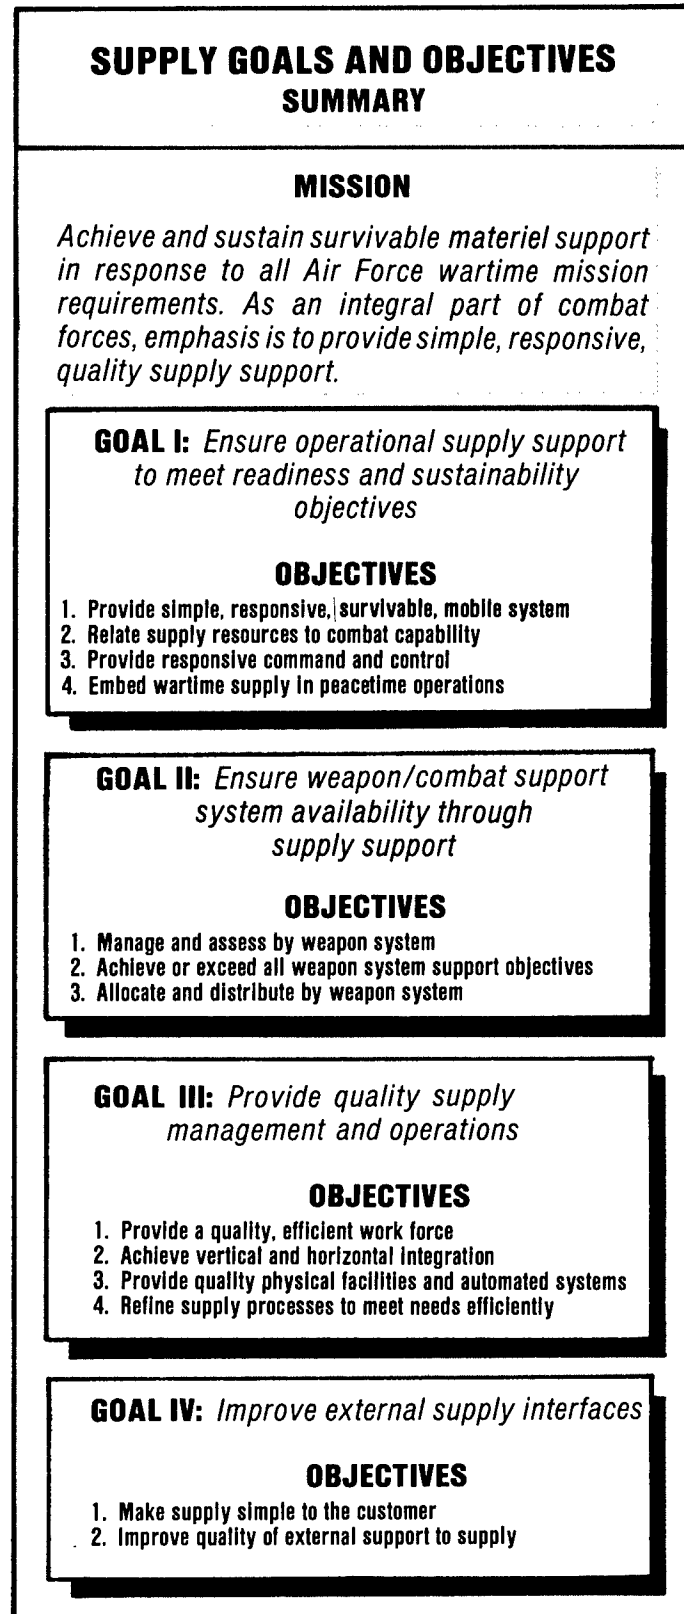 SUPPLY GOALS AND OBJECTIVES
SUMMARY
MISSION
Achieve and sustain survivable materiel support
in response to all Air Force wartime mission
requirements. As an integral part of combat
forces, emphasis is to provide simple, responsive,
quality supply support.
GOAL I: Ensure operational supply support
to meet readiness and sustainability
objectives
OBJECTIVES
1. Provide simple, responsive, survivable, mobile system
2. Relate supply resources to combat capability
3. Provide responsive command and control
4. Embed wartime supply in peacetime operations
GOAL II: Ensure weapon/combat support
system availability through
supply support
OBJECTIVES
1. Manage and assess by weapon system
2. Achieve or exceed all weapon system support objectives
3. Allocate and distribute by weapon system
GOAL III: Provide quality supply
management and operations
OBJECTIVES
1. Provide a quality, efficient work force
2. Achieve vertical and horizontal integration
3. Provide quality physical facilities and automated systems
4. Refine supply processes to meet needs efficiently
GOAL IV: Improve external supply interfaces
OBJECTIVES
1. Make supply simple to the customer
2. Improve quality of external support to supply